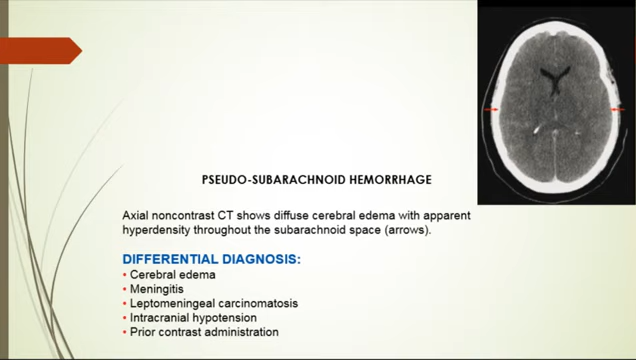 PSEUDO-SUBARACHNOID HEMORRHAGE
Axial noncontrast CT shows diffuse cerebral edema with apparent
hyperdensity throughout the subarachnoid space (arrows).
DIFFERENTIAL DIAGNOSIS:
• Cerebral edema
• Meningitis
• Leptomeningeal carcinomatosis
• Intracranial hypotension
• Prior contrast administration